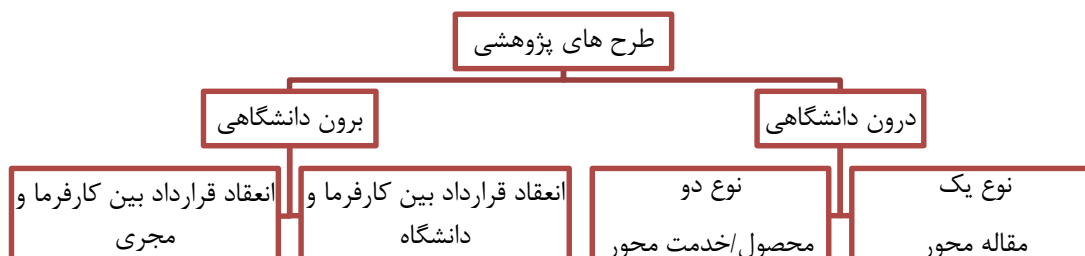 طرح های پژوهشی
درون دانشگاهی
برون دانشگاهی
نوع یک
مقاله محور
نوع دو
محصول/خدمت محور
انعقاد قرارداد بین کارفرما و
دانشگاه
انعقاد قرارداد بین کارفرما و
مجری